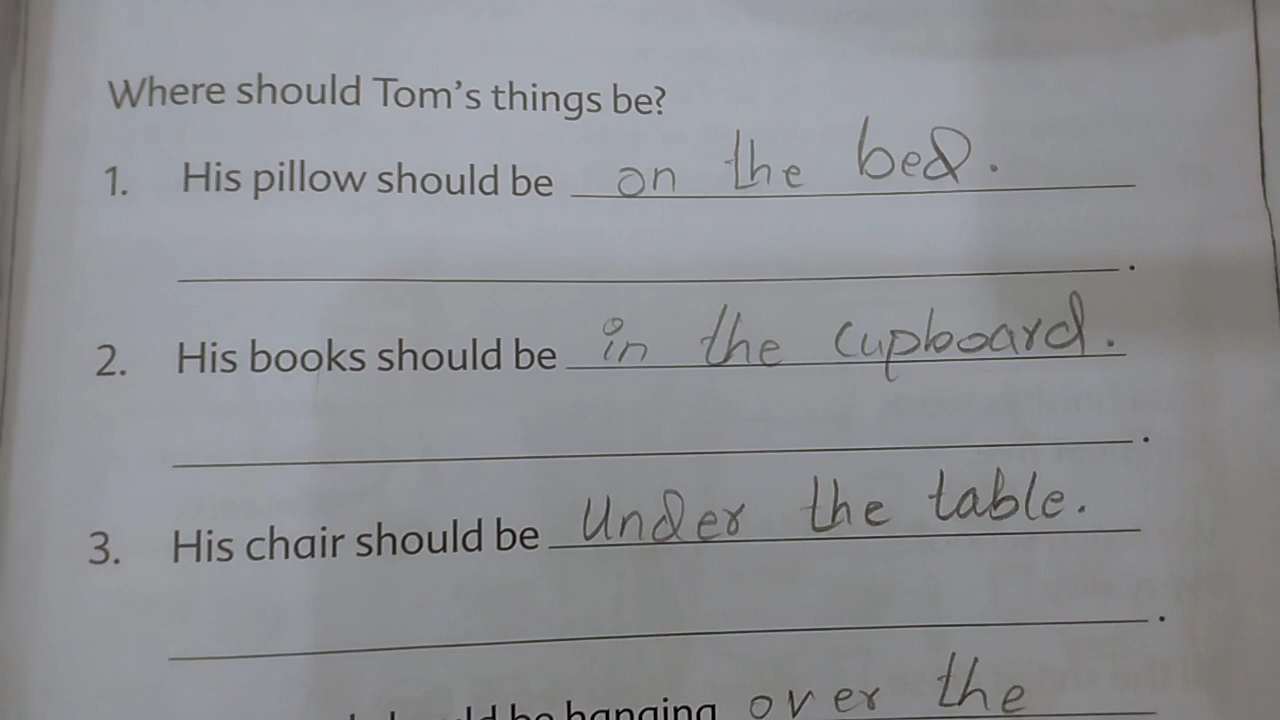 Where should Tom's things be?
1. His pillow should be on the bed.
.
2. His books should be in the cupboard.
.
3. His chair should be Under the table.
.
be hanging over the